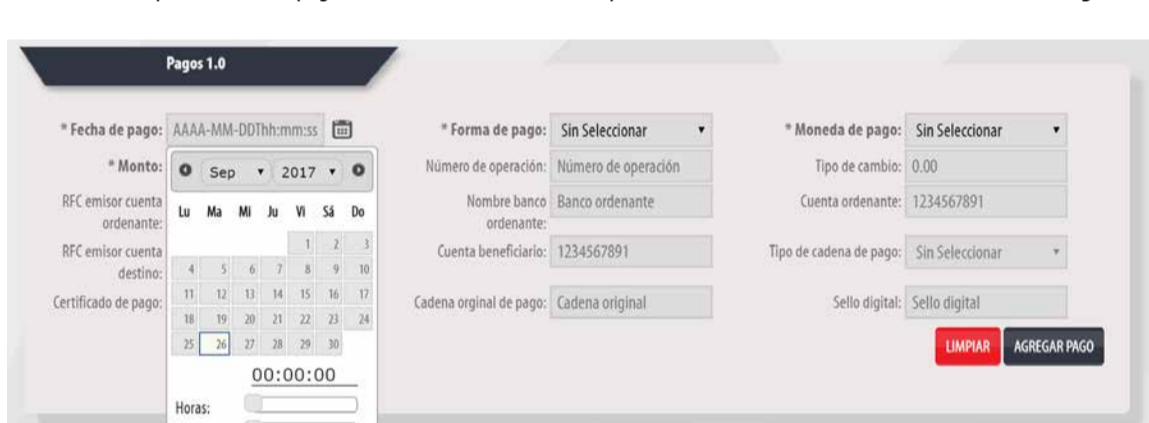 Pagos 1.0
* Fecha de pago: AAAA-MM-DDThh:mm:ss
* Forma de pago: Sin Seleccionar
* Moneda de pago: Sin Seleccionar
* Monto:
Número de operación: Número de operación
Tipo de cambio: 0.00
RFC emisor cuenta ordenante:
Nombre banco ordenante: Banco ordenante
Cuenta ordenante: 1234567891
RFC emisor cuenta destino:
Cuenta beneficiario: 1234567891
Tipo de cadena de pago: Sin Seleccionar
Certificado de pago:
Cadena orginal de pago: Cadena original
Sello digital: Sello digital
Sep 2017
Lu Ma Mi Ju Vi Sá Do
1 2 3
4 5 6 7 8 9 10
11 12 13 14 15 16 17
18 19 20 21 22 23 24
25 26 27 28 29 30
00:00:00
Horas:
LIMPIAR AGREGAR PAGO